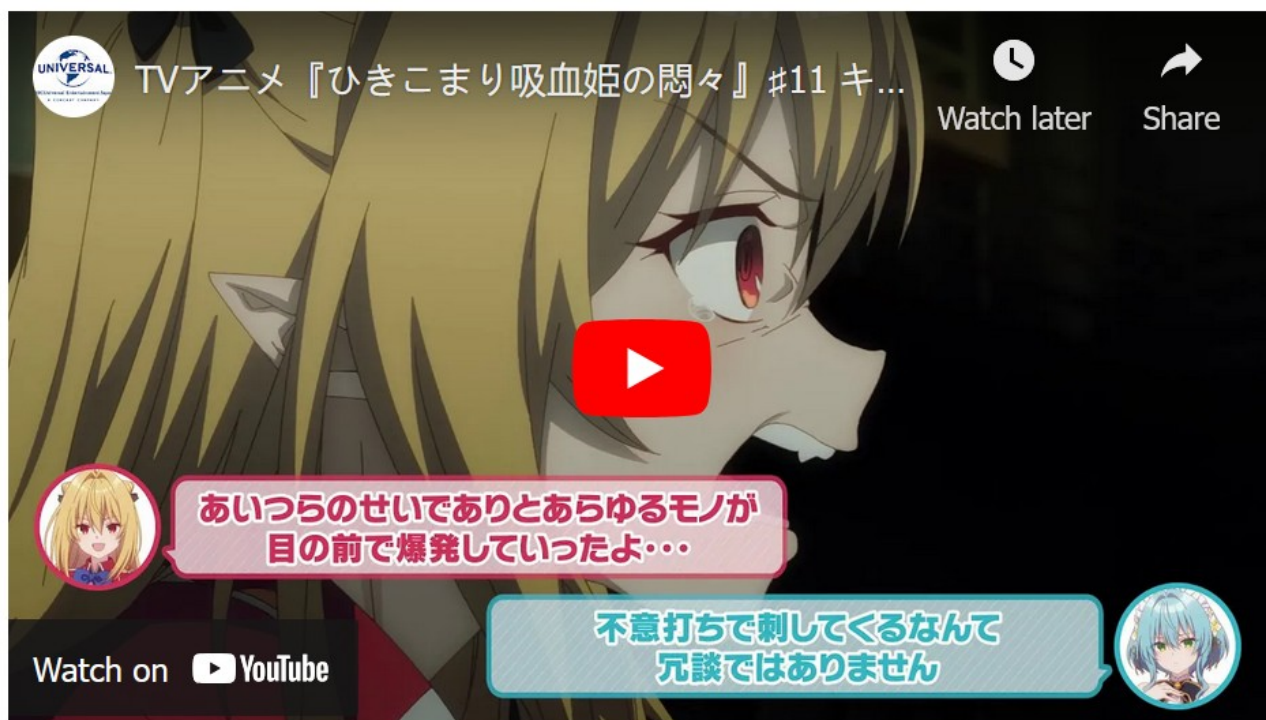 UNIVERSAL
TVアニメ『ひきこまり吸血姫の悶々』♯11 キ...
Watch later
Share
あいつらのせいでありとあらゆるモノが
目の前で爆発していったよ･･･
不意打ちで刺してくるなんて
冗談ではありません
Watch on YouTube